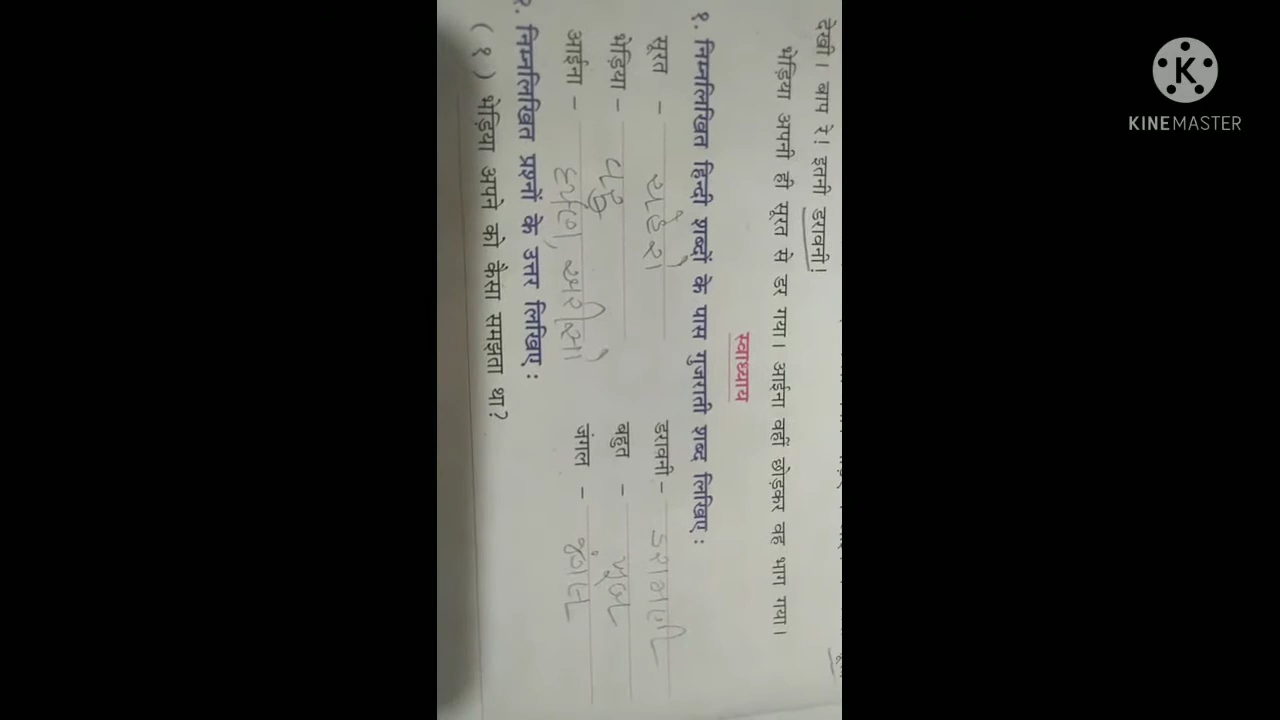 देखी। बाप रे! इतनी डरावनी!
भेड़िया अपनी ही सूरत से डर गया। आईना वहीं छोड़कर वह भाग गया।
स्वाध्याय
१. निम्नलिखित हिन्दी शब्दों के पास गुजराती शब्द लिखिए :
सूरत - ચહેરો डरावनी - ડરામણી
भेड़िया - વરુ बहुत - ખૂબ
आईना - દર્પણ, અરીસો जंगल - જંગલ
२. निम्नलिखित प्रश्नों के उत्तर लिखिए :
( १ ) भेड़िया अपने को कैसा समझता था?
KINEMASTER